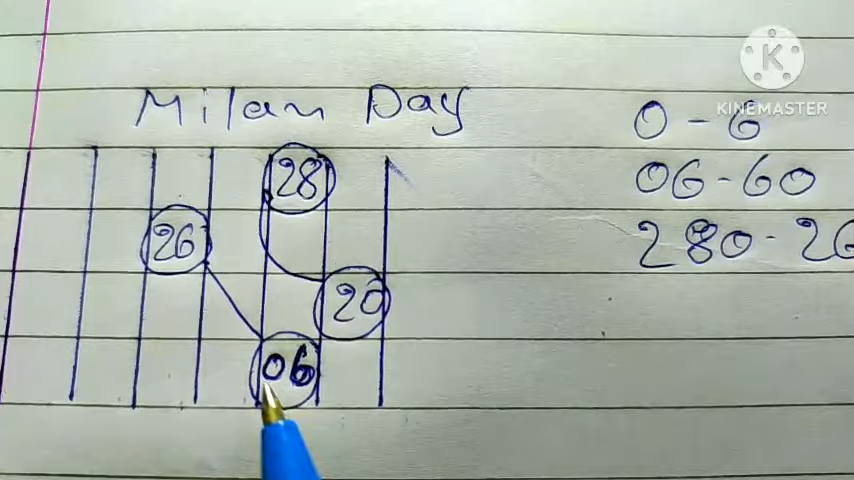 Milan Day
28
26
20
06
0 - 6
06 - 60
280 - 26
K
KINEMASTER